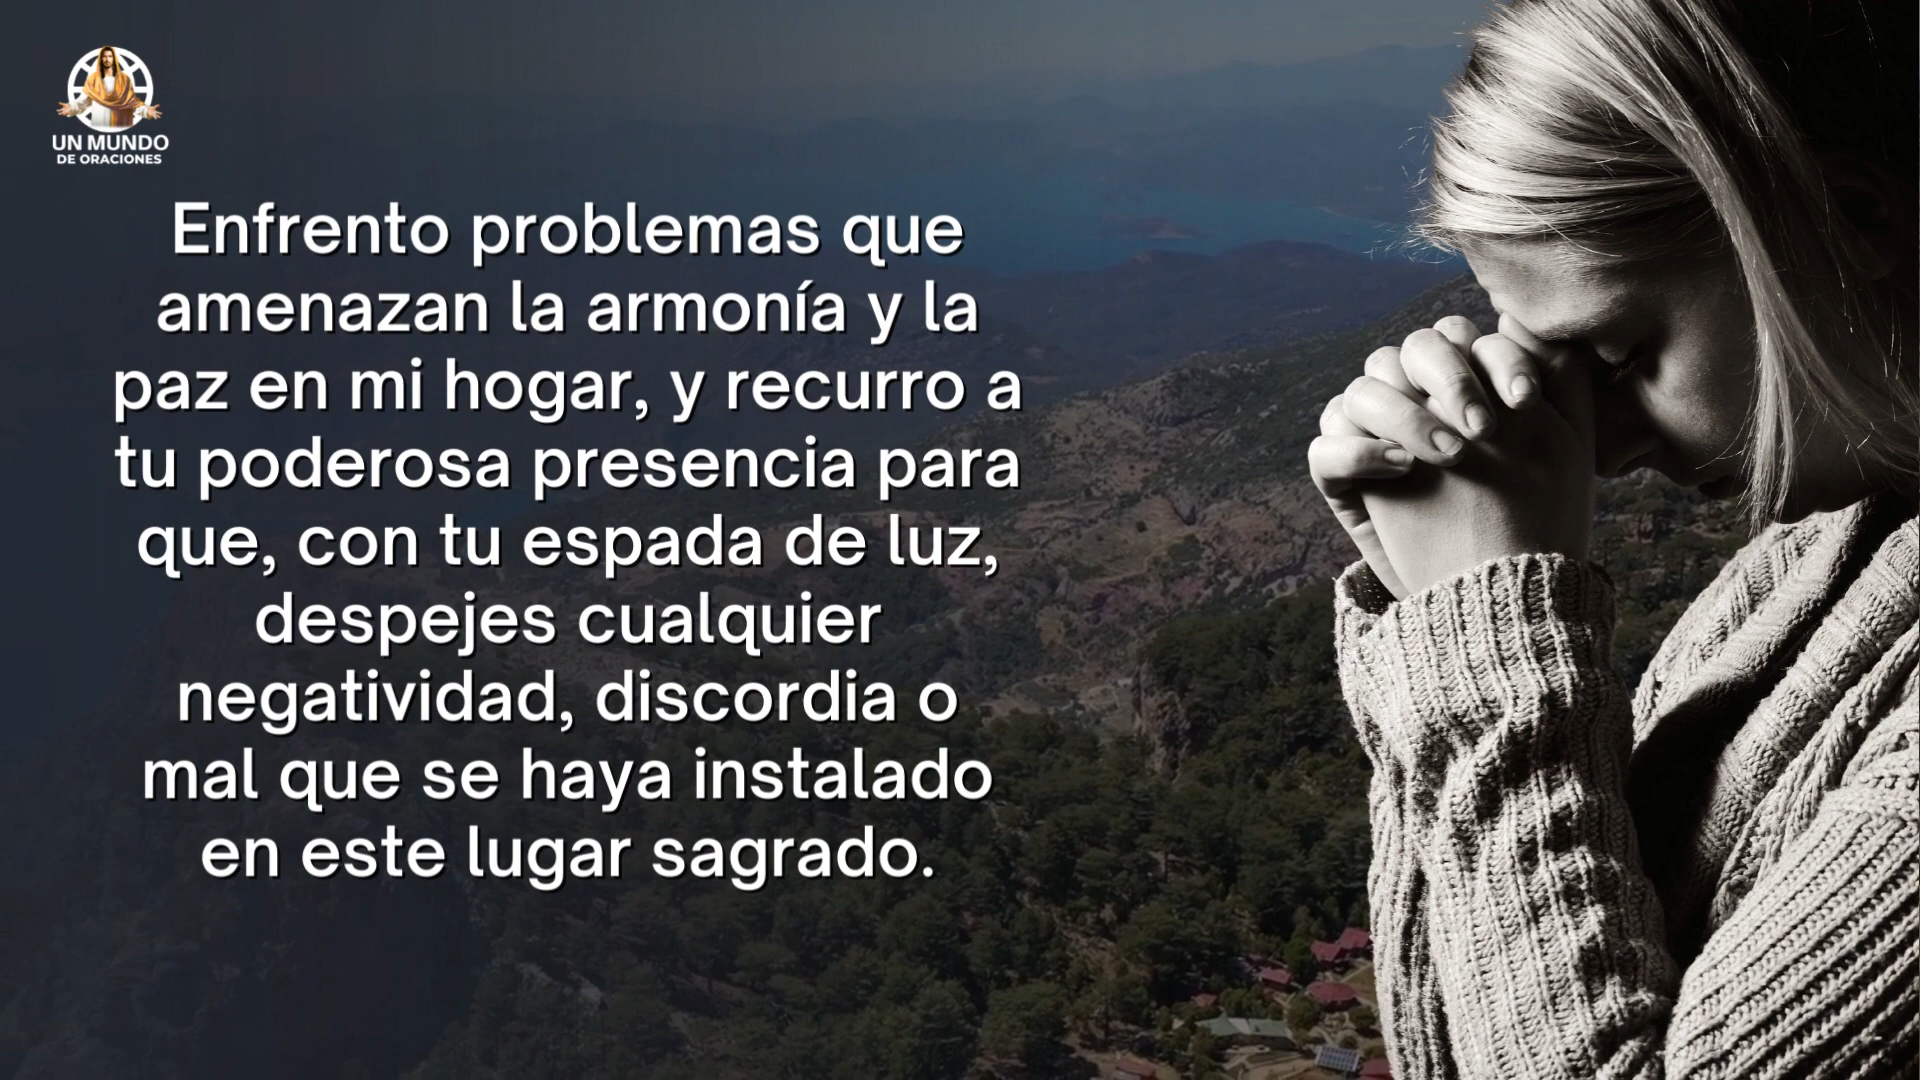 UN MUNDO
DE ORACIONES
Enfrento problemas que
amenazan la armonía y la
paz en mi hogar, y recurro a
tu poderosa presencia para
que, con tu espada de luz,
despejes cualquier
negatividad, discordia o
mal que se haya instalado
en este lugar sagrado.